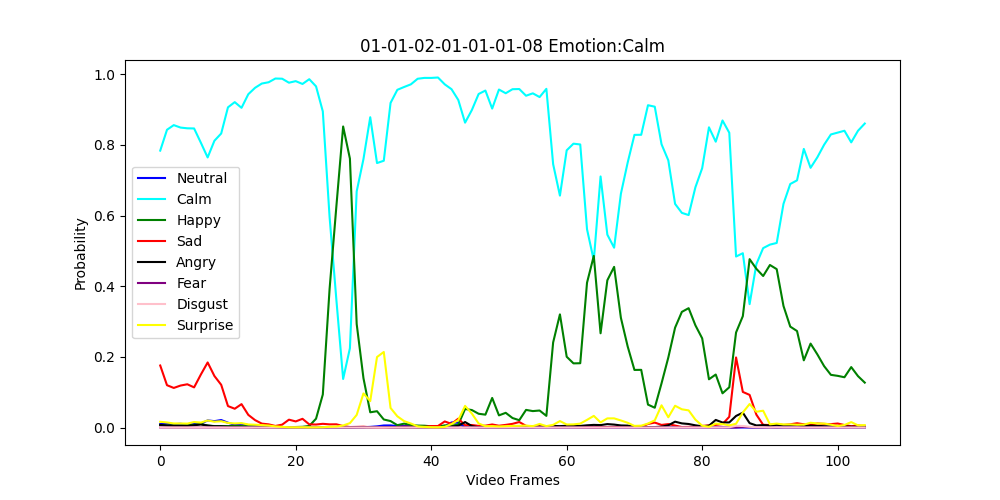 01-01-02-01-01-01-08 Emotion:Calm
1.0
0.8
0.6
0.4
0.2
0.0
Probability
Neutral
Calm
Happy
Sad
Angry
Fear
Disgust
Surprise
0 20 40 60 80 100
Video Frames